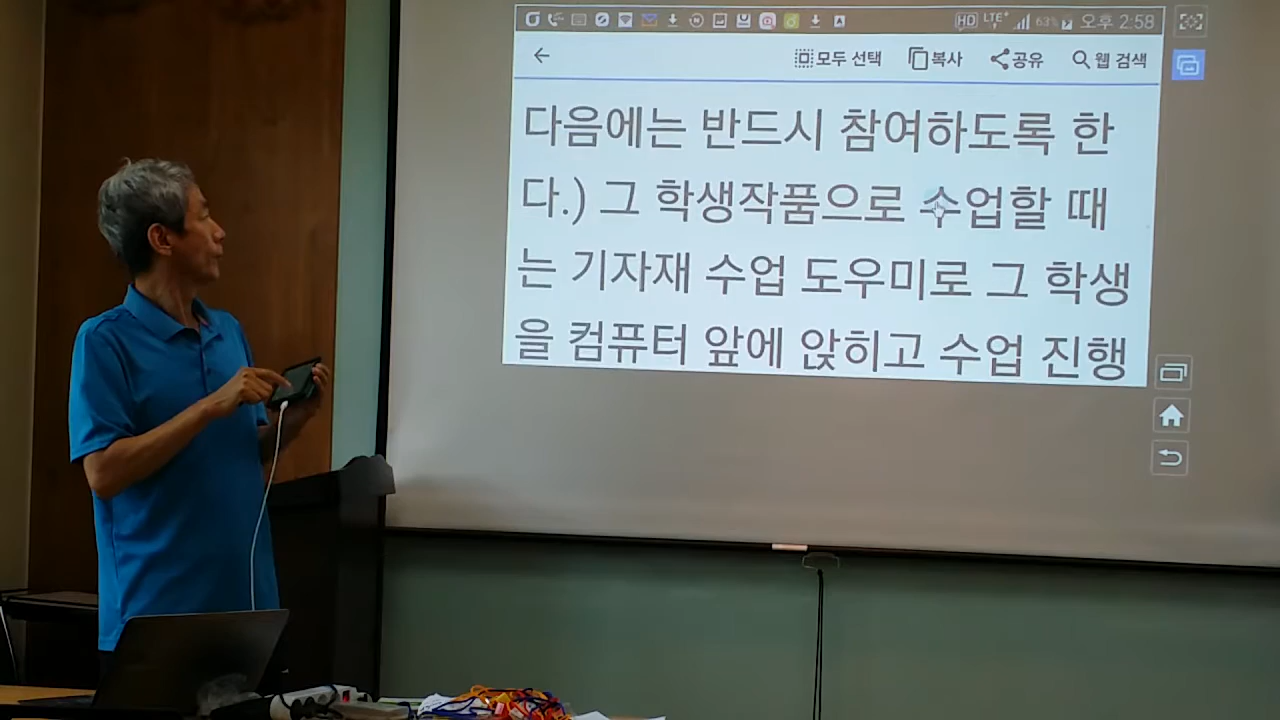 HD LTE+ 63% 오후 2:58
모두 선택 복사 공유 웹 검색
다음에는 반드시 참여하도록 한
다.) 그 학생작품으로 수업할 때
는 기자재 수업 도우미로 그 학생
을 컴퓨터 앞에 앉히고 수업 진행